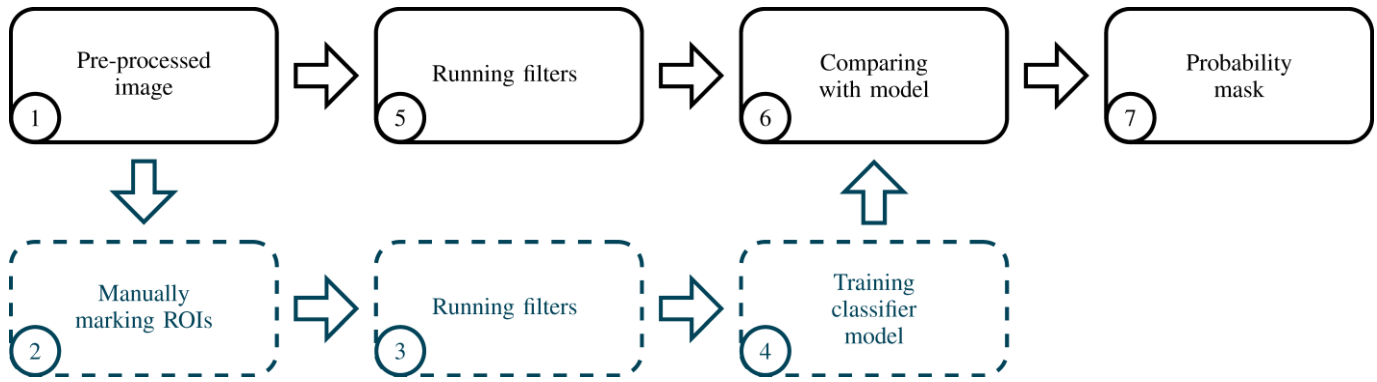 Pre-processed
image
1
Running filters
5
Comparing
with model
6
Probability
mask
7
Manually
marking ROIs
2
Running filters
3
Training
classifier
model
4